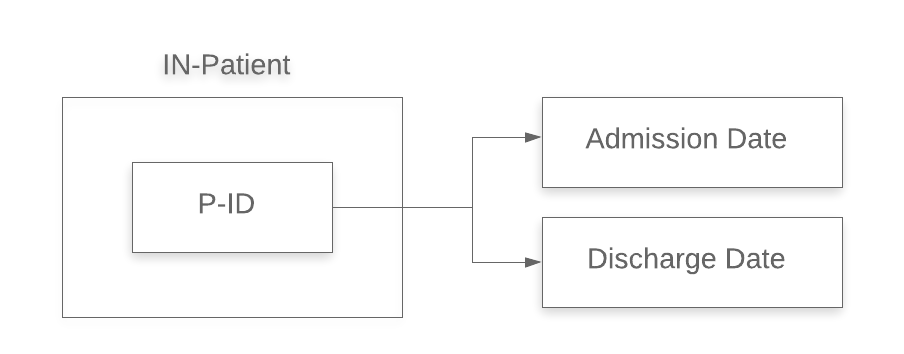 IN-Patient
P-ID
Admission Date
Discharge Date